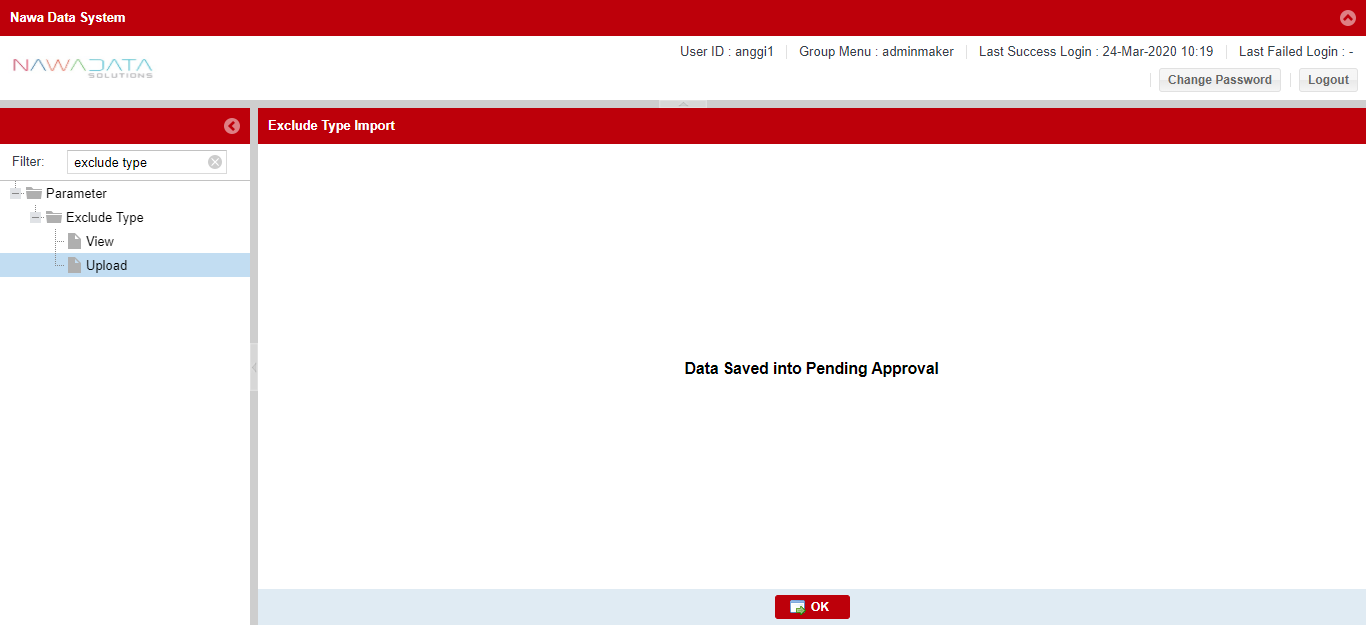 Nawa Data System
NAWADATA
SOLUTIONS
User ID : anggi1
Group Menu : adminmaker
Last Success Login : 24-Mar-2020 10:19
Last Failed Login : -
Change Password
Logout
Exclude Type Import
Filter:
exclude type
Parameter
Exclude Type
View
Upload
Data Saved into Pending Approval
OK